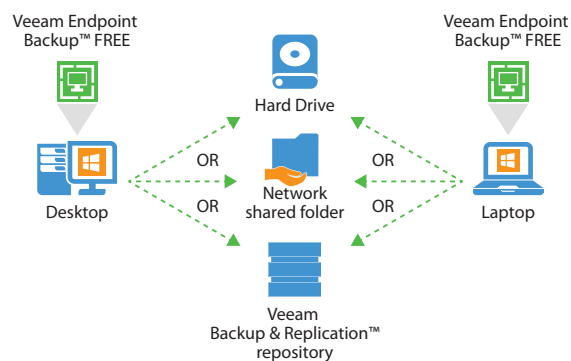 Veeam Endpoint
Backup™ FREE
Veeam Endpoint
Backup™ FREE
Hard Drive
OR
OR
Desktop
Network
shared folder
Laptop
OR
OR
Veeam
Backup & Replication™
repository